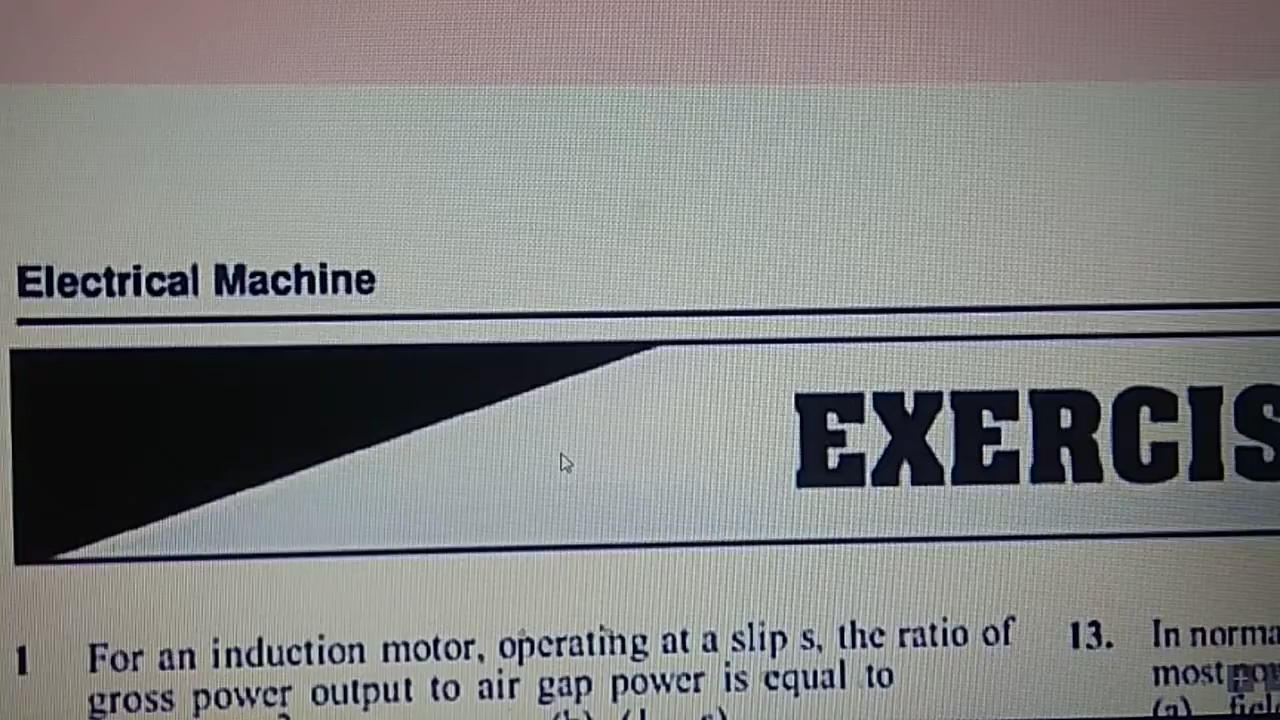 Electrical Machine
EXERCIS
1 For an induction motor, operating at a slip s, the ratio of
gross power output to air gap power is equal to
13. In norma
most